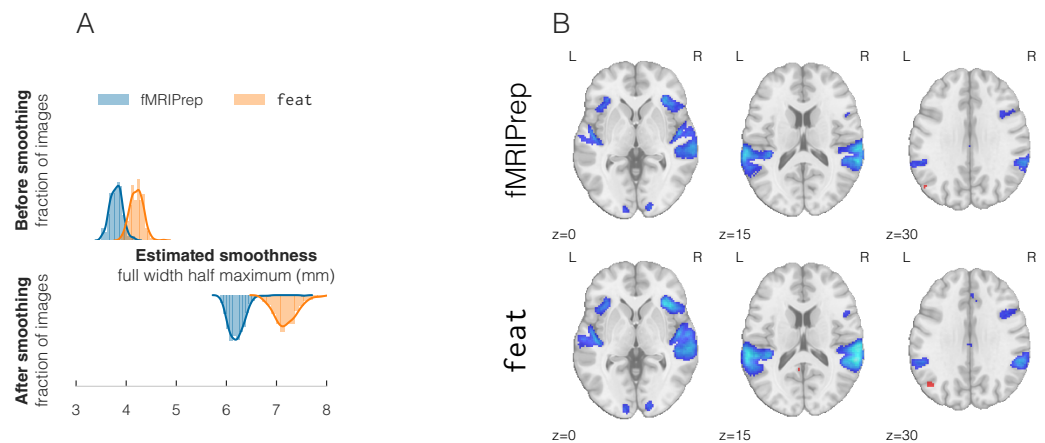 A
fMRIPrep
feat
Before smoothing
fraction of images
Estimated smoothness
full width half maximum (mm)
After smoothing
fraction of images
3 4 5 6 7 8
B
fMRIPrep
L R L R L R
z=0 z=15 z=30
feat
L R L R L R
z=0 z=15 z=30